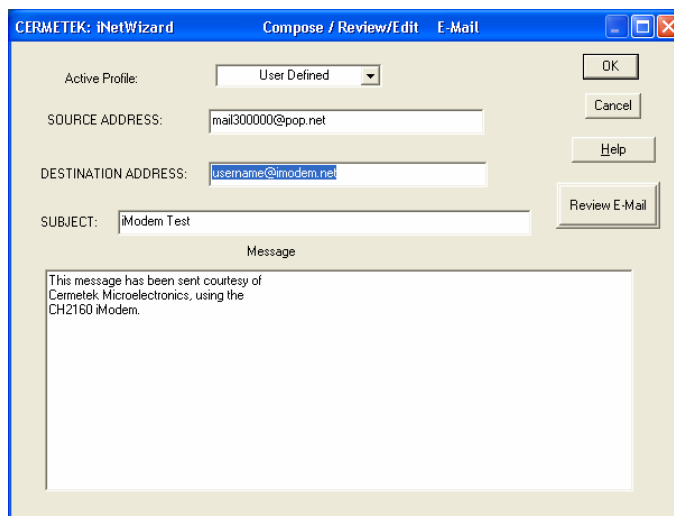 CERMETEK: iNetWizard Compose / Review/Edit E-Mail
Active Profile: User Defined
OK
SOURCE ADDRESS: mail300000@pop.net
Cancel
Help
DESTINATION ADDRESS: username@imodem.net
Review E-Mail
SUBJECT: iModem Test
Message
This message has been sent courtesy of
Cermetek Microelectronics, using the
CH2160 iModem.